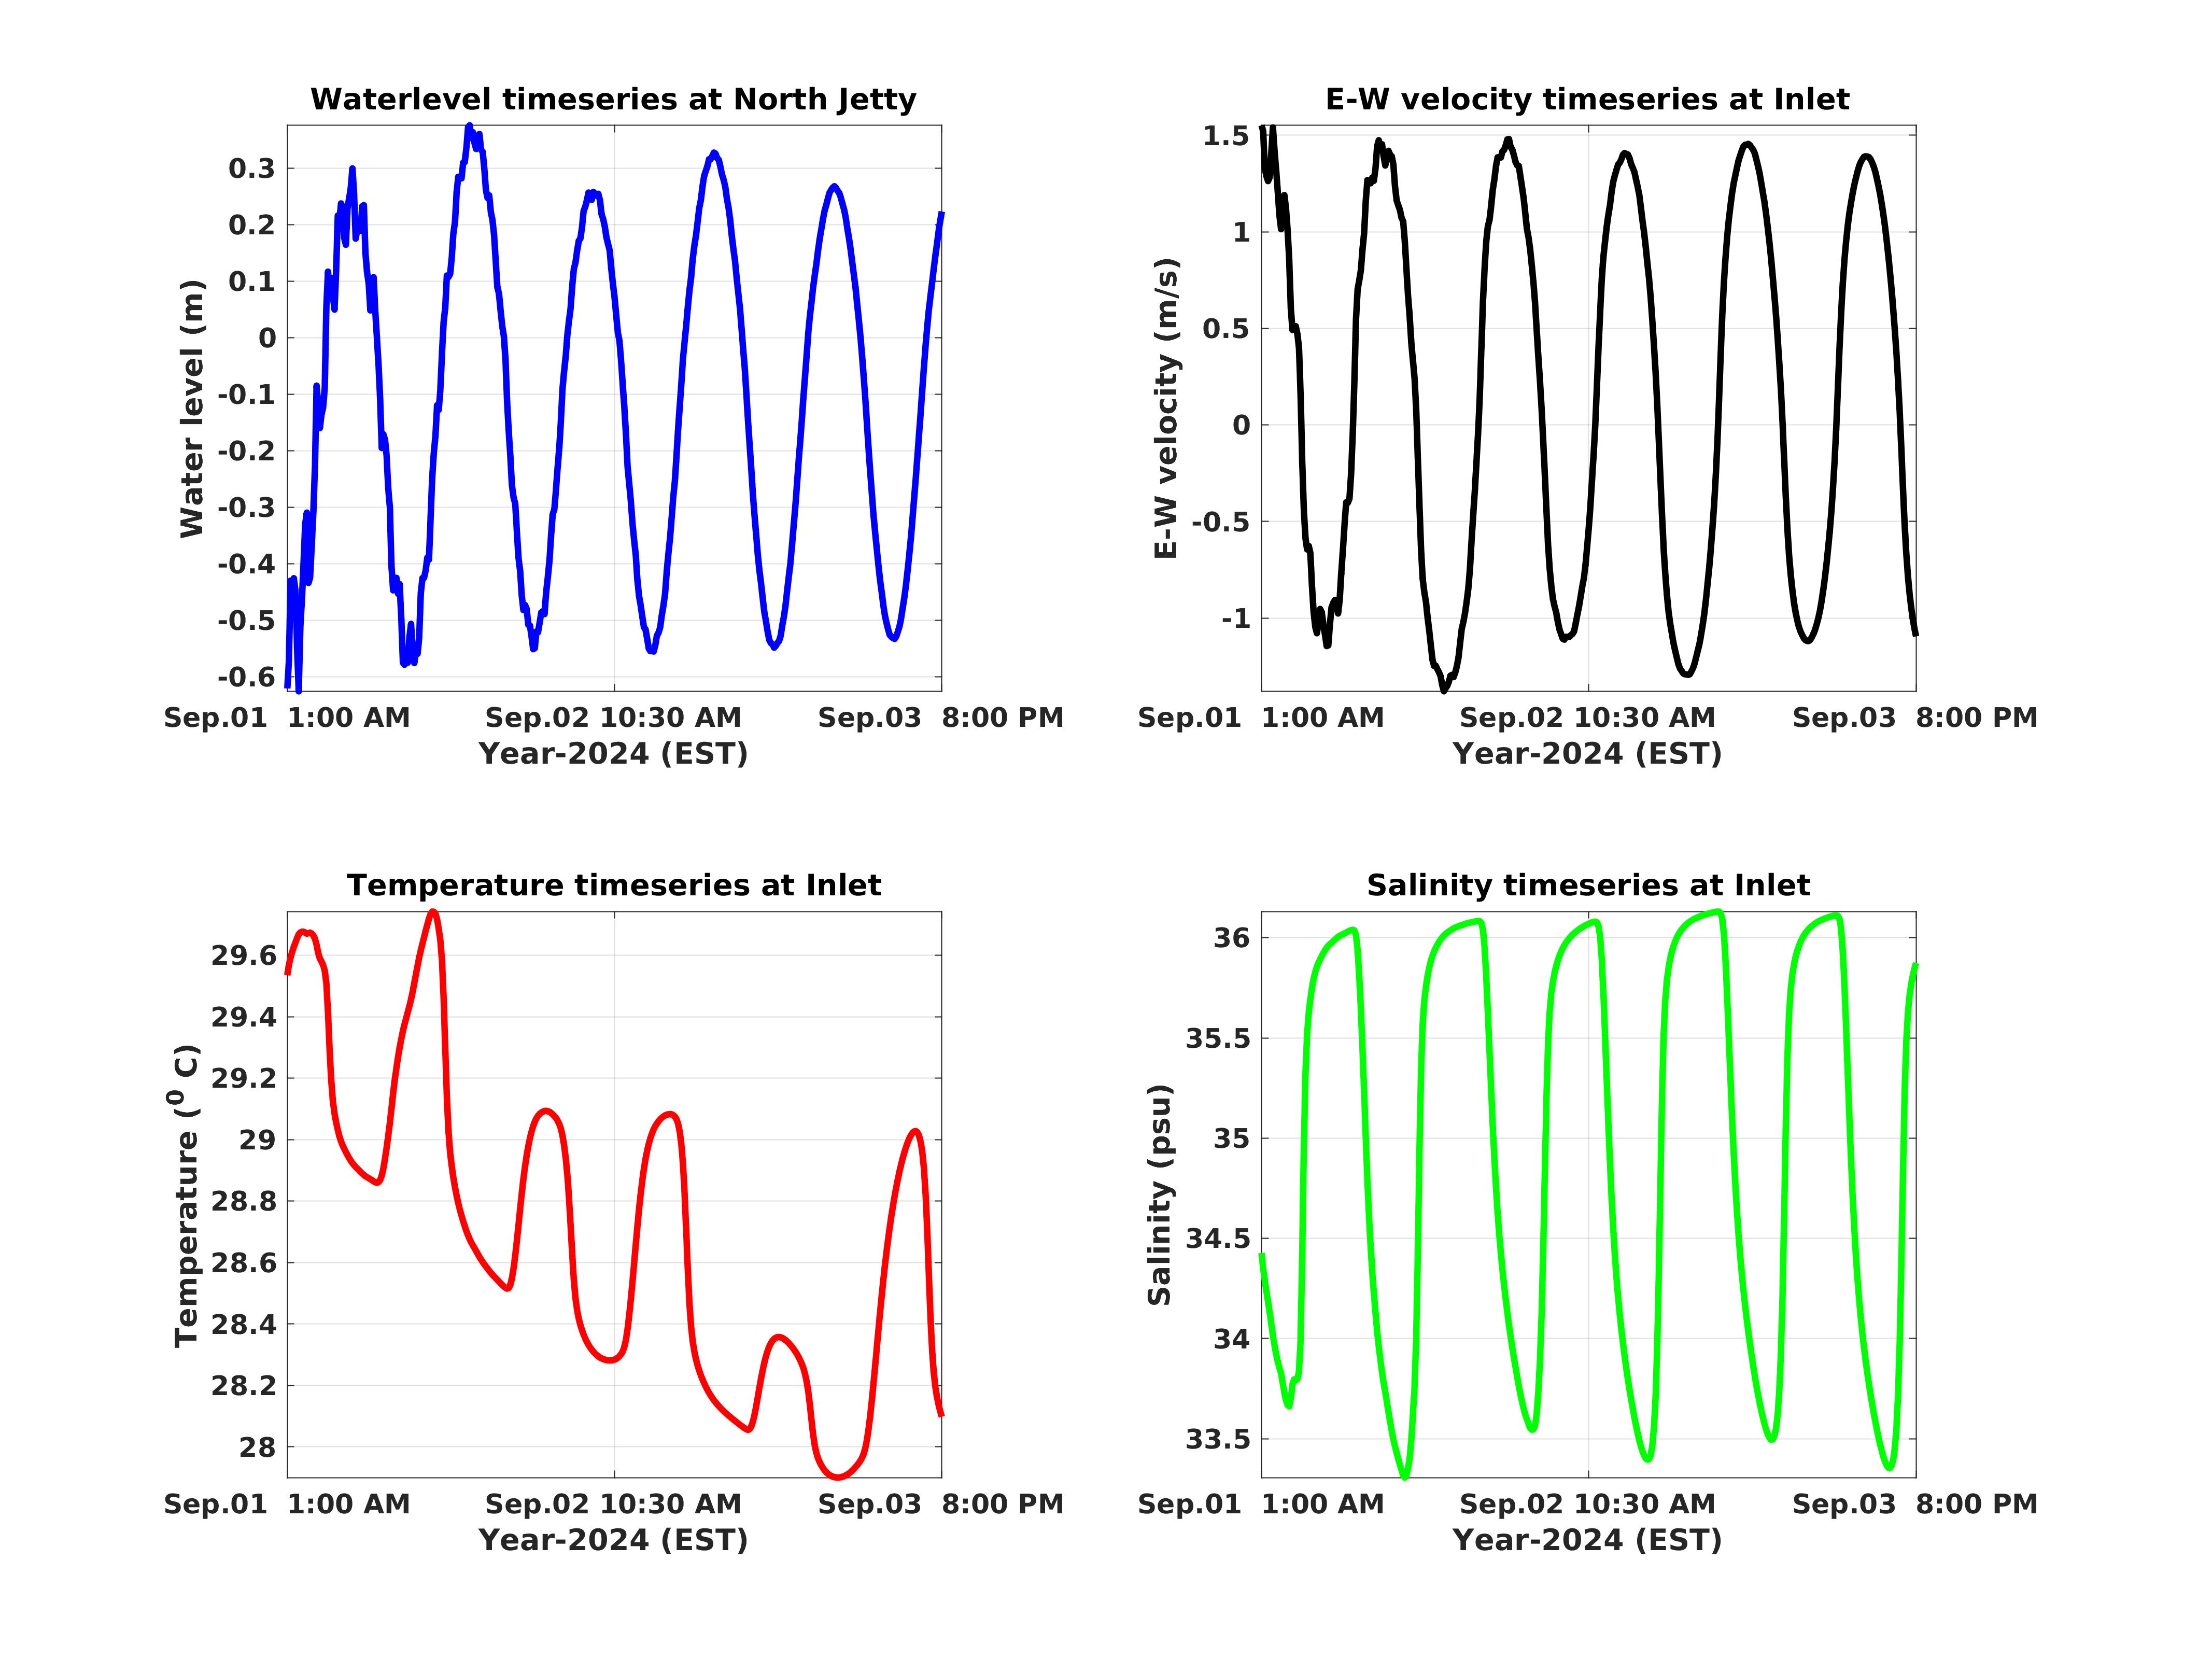 Waterlevel timeseries at North Jetty
Water level (m)
0.3
0.2
0.1
0
-0.1
-0.2
-0.3
-0.4
-0.5
-0.6
Sep.01 1:00 AM
Sep.02 10:30 AM
Sep.03 8:00 PM
Year-2024 (EST)
E-W velocity timeseries at Inlet
E-W velocity (m/s)
1.5
1
0.5
0
-0.5
-1
Sep.01 1:00 AM
Sep.02 10:30 AM
Sep.03 8:00 PM
Year-2024 (EST)
Temperature timeseries at Inlet
Temperature (⁰ C)
29.6
29.4
29.2
29
28.8
28.6
28.4
28.2
28
Sep.01 1:00 AM
Sep.02 10:30 AM
Sep.03 8:00 PM
Year-2024 (EST)
Salinity timeseries at Inlet
Salinity (psu)
36
35.5
35
34.5
34
33.5
Sep.01 1:00 AM
Sep.02 10:30 AM
Sep.03 8:00 PM
Year-2024 (EST)